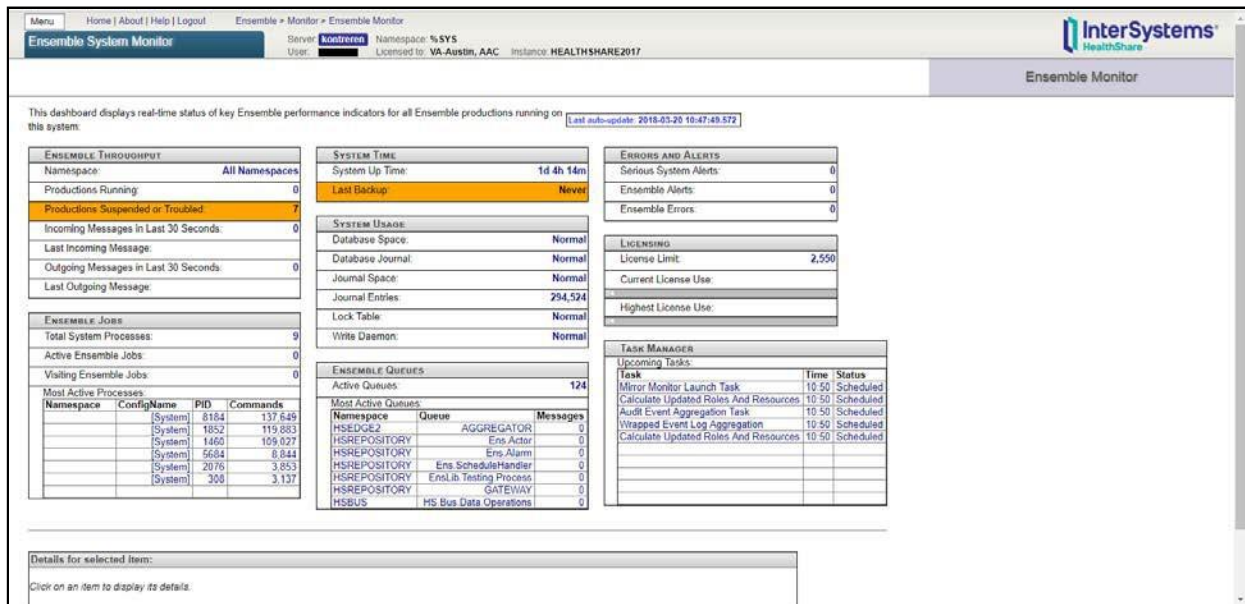 Menu Home | About | Help | Logout Ensemble > Monitor > Ensemble Monitor
Ensemble System Monitor
Server: kontreren Namespace: %SYS
User: Licensed to: VA-Austin, AAC Instance: HEALTHSHARE2017
InterSystems
HealthShare
Ensemble Monitor
This dashboard displays real-time status of key Ensemble performance indicators for all Ensemble productions running on
this system:
Last auto-update: 2018-03-20 10:47:49.572
ENSEMBLE THROUGHPUT
Namespace: All Namespaces
Productions Running: 0
Productions Suspended or Troubled: 7
Incoming Messages in Last 30 Seconds: 0
Last Incoming Message:
Outgoing Messages in Last 30 Seconds: 0
Last Outgoing Message:
ENSEMBLE JOBS
Total System Processes: 9
Active Ensemble Jobs: 0
Visiting Ensemble Jobs: 0
Most Active Processes:
Namespace ConfigName PID Commands
[System] 8184 137,649
[System] 1852 119,883
[System] 1460 109,027
[System] 5684 8,844
[System] 2076 3,853
[System] 308 3,137
SYSTEM TIME
System Up Time: 1d 4h 14m
Last Backup: Never
SYSTEM USAGE
Database Space: Normal
Database Journal: Normal
Journal Space: Normal
Journal Entries: 294,524
Lock Table: Normal
Write Daemon: Normal
ENSEMBLE QUEUES
Active Queues: 124
Most Active Queues:
Namespace Queue Messages
HSEDGE2 AGGREGATOR 0
HSREPOSITORY Ens.Actor 0
HSREPOSITORY Ens.Alarm 0
HSREPOSITORY Ens.ScheduleHandler 0
HSREPOSITORY EnsLib.Testing.Process 0
HSREPOSITORY GATEWAY 0
HSBUS HS.Bus.Data.Operations 0
ERRORS AND ALERTS
Serious System Alerts: 0
Ensemble Alerts: 0
Ensemble Errors: 0
LICENSING
License Limit: 2,550
Current License Use:
Highest License Use:
TASK MANAGER
Upcoming Tasks:
Task Time Status
Mirror Monitor Launch Task 10:50 Scheduled
Calculate Updated Roles And Resources 10:50 Scheduled
Audit Event Aggregation Task 10:50 Scheduled
Wrapped Event Log Aggregation 10:50 Scheduled
Calculate Updated Roles And Resources 10:50 Scheduled
Details for selected item:
Click on an item to display its details.